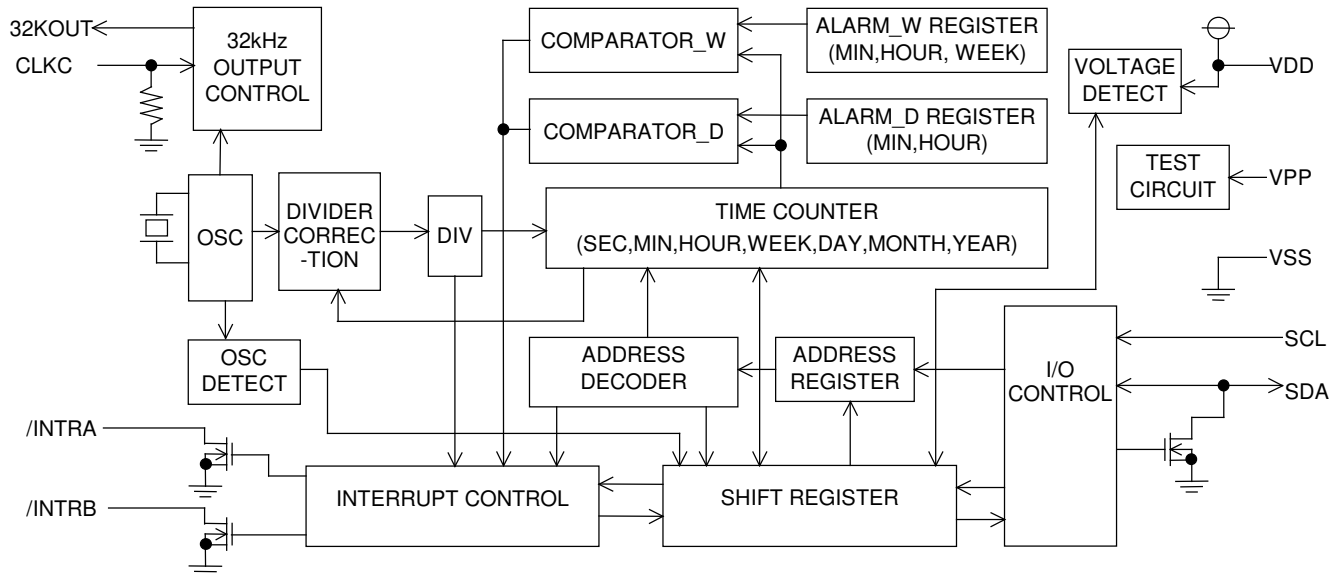 32KOUT
CLKC
32kHz
OUTPUT
CONTROL
COMPARATOR_W
ALARM_W REGISTER
(MIN,HOUR, WEEK)
VOLTAGE
DETECT
VDD
COMPARATOR_D
ALARM_D REGISTER
(MIN,HOUR)
TEST
CIRCUIT
VPP
OSC
DIVIDER
CORREC
-TION
DIV
TIME COUNTER
(SEC,MIN,HOUR,WEEK,DAY,MONTH,YEAR)
VSS
OSC
DETECT
ADDRESS
DECODER
ADDRESS
REGISTER
I/O
CONTROL
SCL
SDA
/INTRA
/INTRB
INTERRUPT CONTROL
SHIFT REGISTER